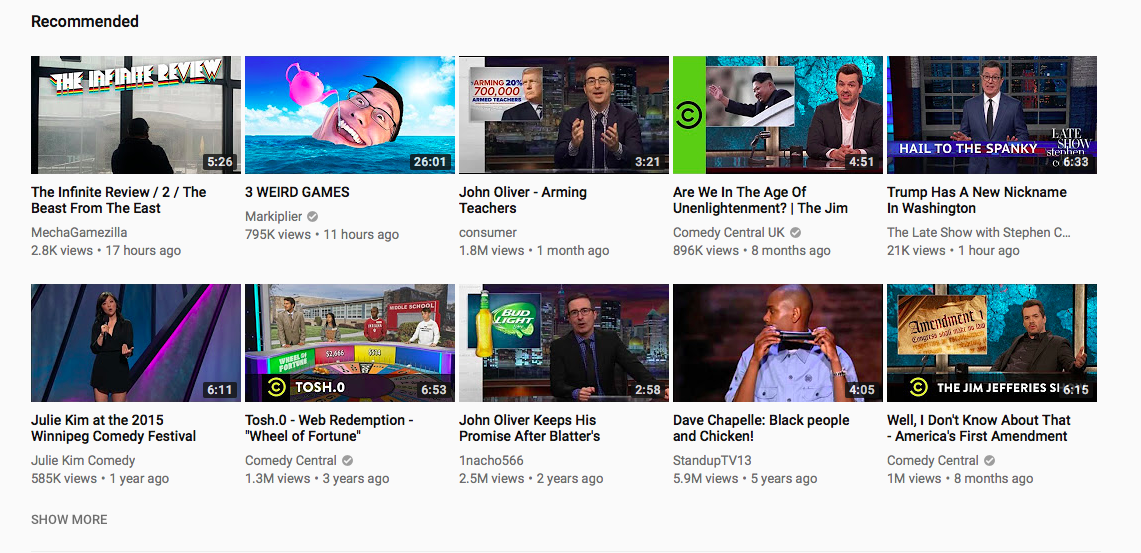 Recommended
THE INFINITE REVIEW
5:26
26:01
ARMING 20%
700,000
ARMED TEACHERS
3:21
4:51
HAIL TO THE SPANKY
LATE
SHOW
stephen
6:33
The Infinite Review / 2 / The
Beast From The East
MechaGamezilla
2.8K views • 17 hours ago
3 WEIRD GAMES
Markiplier
795K views • 11 hours ago
John Oliver - Arming
Teachers
consumer
1.8M views • 1 month ago
Are We In The Age Of
Unenlightenment? | The Jim
Comedy Central UK
896K views • 8 months ago
Trump Has A New Nickname
In Washington
The Late Show with Stephen C...
21K views • 1 hour ago
6:11
MIDDLE SCHOOL
$2,666
WHEEL OF
FORTUNE
TOSH.0
6:53
BUD
LIGHT
2:58
4:05
Amendment 1
Congress shall make no law
THE JIM JEFFERIES
6:15
Julie Kim at the 2015
Winnipeg Comedy Festival
Julie Kim Comedy
585K views • 1 year ago
Tosh.0 - Web Redemption -
"Wheel of Fortune"
Comedy Central
1.3M views • 3 years ago
John Oliver Keeps His
Promise After Blatter's
1nacho566
2.5M views • 2 years ago
Dave Chapelle: Black people
and Chicken!
StandupTV13
5.9M views • 5 years ago
Well, I Don't Know About That
- America's First Amendment
Comedy Central
1M views • 8 months ago
SHOW MORE